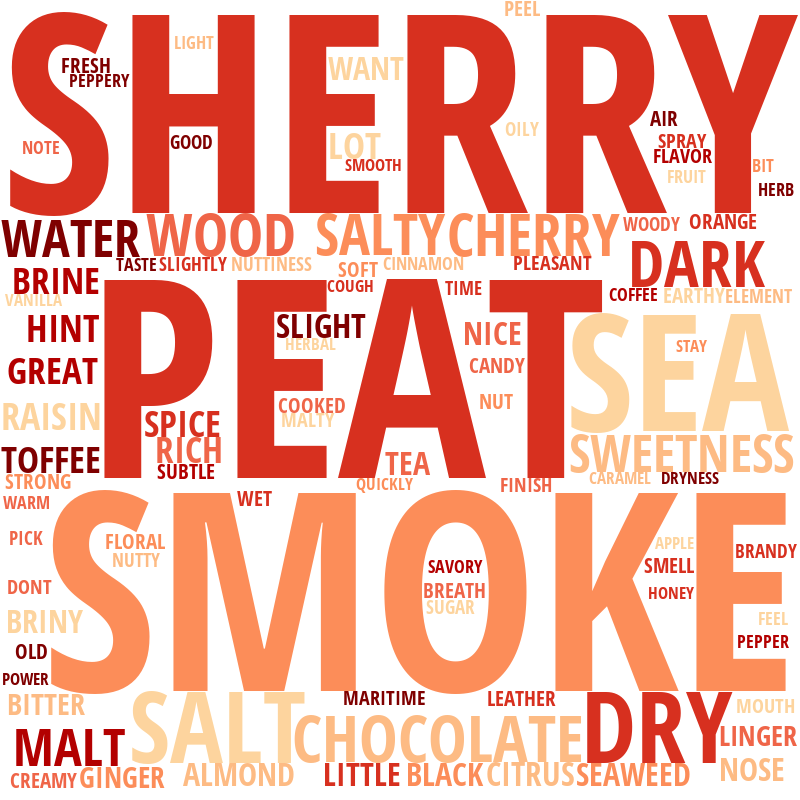 PEEL
SHERRY
LIGHT
FRESH
WANT
PEPPERY
AIR
OILY
SPRAY
GOOD
LOT
NOTE
FLAVOR
SMOOTH
BIT
FRUIT
HERB
WATER
WOOD
SALTY
CHERRY
WOODY
ORANGE
TASTE
SLIGHTLY
NUTTINESS
SOFT
CINNAMON
PLEASANT
DARK
BRINE
COUGH
TIME
COFFEE
EARTHY
ELEMENT
VANILLA
PEAT
HINT
SLIGHT
NICE
SEA
HERBAL
STAY
GREAT
CANDY
RAISIN
SPICE
COOKED
MALTY
NUT
RICH
SWEETNESS
TOFFEE
SUBTLE
TEA
STRONG
QUICKLY
FINISH
CARAMEL
DRYNESS
WARM
WET
SMOKE
PICK
FLORAL
NUTTY
APPLE
BRANDY
SAVORY
SMELL
DONT
BREATH
HONEY
SUGAR
BRINY
FEEL
OLD
PEPPER
POWER
BITTER
MARITIME
LEATHER
MOUTH
SALT
CHOCOLATE
DRY
MALT
LINGER
CREAMY
GINGER
ALMOND
LITTLE
BLACK
CITRUS
SEAWEED
NOSE